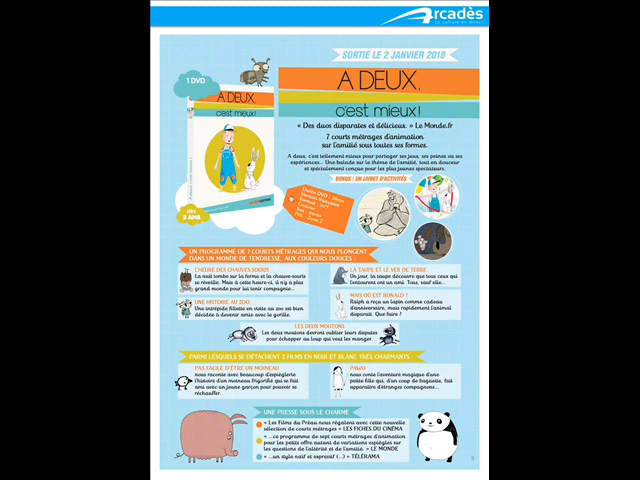 Arcadès
La culture en direct
SORTIE LE 2 JANVIER 2018
1 DVD
A DEUX,
c'est mieux!
A DEUX,
c'est mieux!
« Des duos disparates et délicieux. » Le Monde.fr
7 courts métrages d'animation
sur l'amitié sous toutes ses formes.
A deux, c'est tellement mieux pour partager ses jeux, ses peines ou ses
expériences... Une balade sur le thème de l'amitié, tout en douceur
et spécialement conçue pour les plus jeunes spectateurs.
BONUS : UN LIVRET D'ACTIVITÉS
Durée DVD : 38mn
Version française
Format :
Couleur
Son :
Zone 2
dès
2 ANS
UN PROGRAMME DE 7 COURTS MÉTRAGES QUI NOUS PLONGENT
DANS UN MONDE DE TENDRESSE, AUX COULEURS DOUCES :
L'HEURE DES CHAUVES-SOURIS
La nuit tombe sur la ferme et la chauve-souris
se réveille. Mais à cette heure-ci, il n'y a plus
grand monde pour lui tenir compagnie...
LA TAUPE ET LE VER DE TERRE
Un jour, la taupe découvre que tous ceux qui
l'entourent ont un ami. Tous, sauf elle...
UNE HISTOIRE AU ZOO
Une intrépide fillette en visite au zoo est bien
décidée à devenir amie avec le gorille.
MAIS OÙ EST RONALD ?
Ralph a reçu un lapin comme cadeau
d'anniversaire, mais rapidement l'animal
disparaît. Que faire ?
LES DEUX MOUTONS
Les deux moutons devront oublier leurs disputes
pour échapper au loup qui veut les manger.
PARMI LESQUELS SE DÉTACHENT 2 FILMS EN NOIR ET BLANC TRÈS CHARMANTS :
PAS FACILE D'ÊTRE UN MOINEAU
nous raconte avec beaucoup d'espièglerie
l'histoire d'un moineau frigorifié qui se fait
ami avec un jeune garçon pour pouvoir se
réchauffer.
PAWO
nous conte l'aventure magique d'une
petite fille qui, d'un coup de baguette, fait
apparaître d'étranges compagnons...
UNE PRESSE SOUS LE CHARME
« Les Films du Préau nous régalent avec cette nouvelle
sélection de courts métrages » LES FICHES DU CINÉMA
« ...ce programme de sept courts métrages d'animation
pour les petits offre autant de variations espiègles sur
les questions de l'altérité et de l'amitié. » LE MONDE
« ...un style naïf et expressif (...) » TÉLÉRAMA